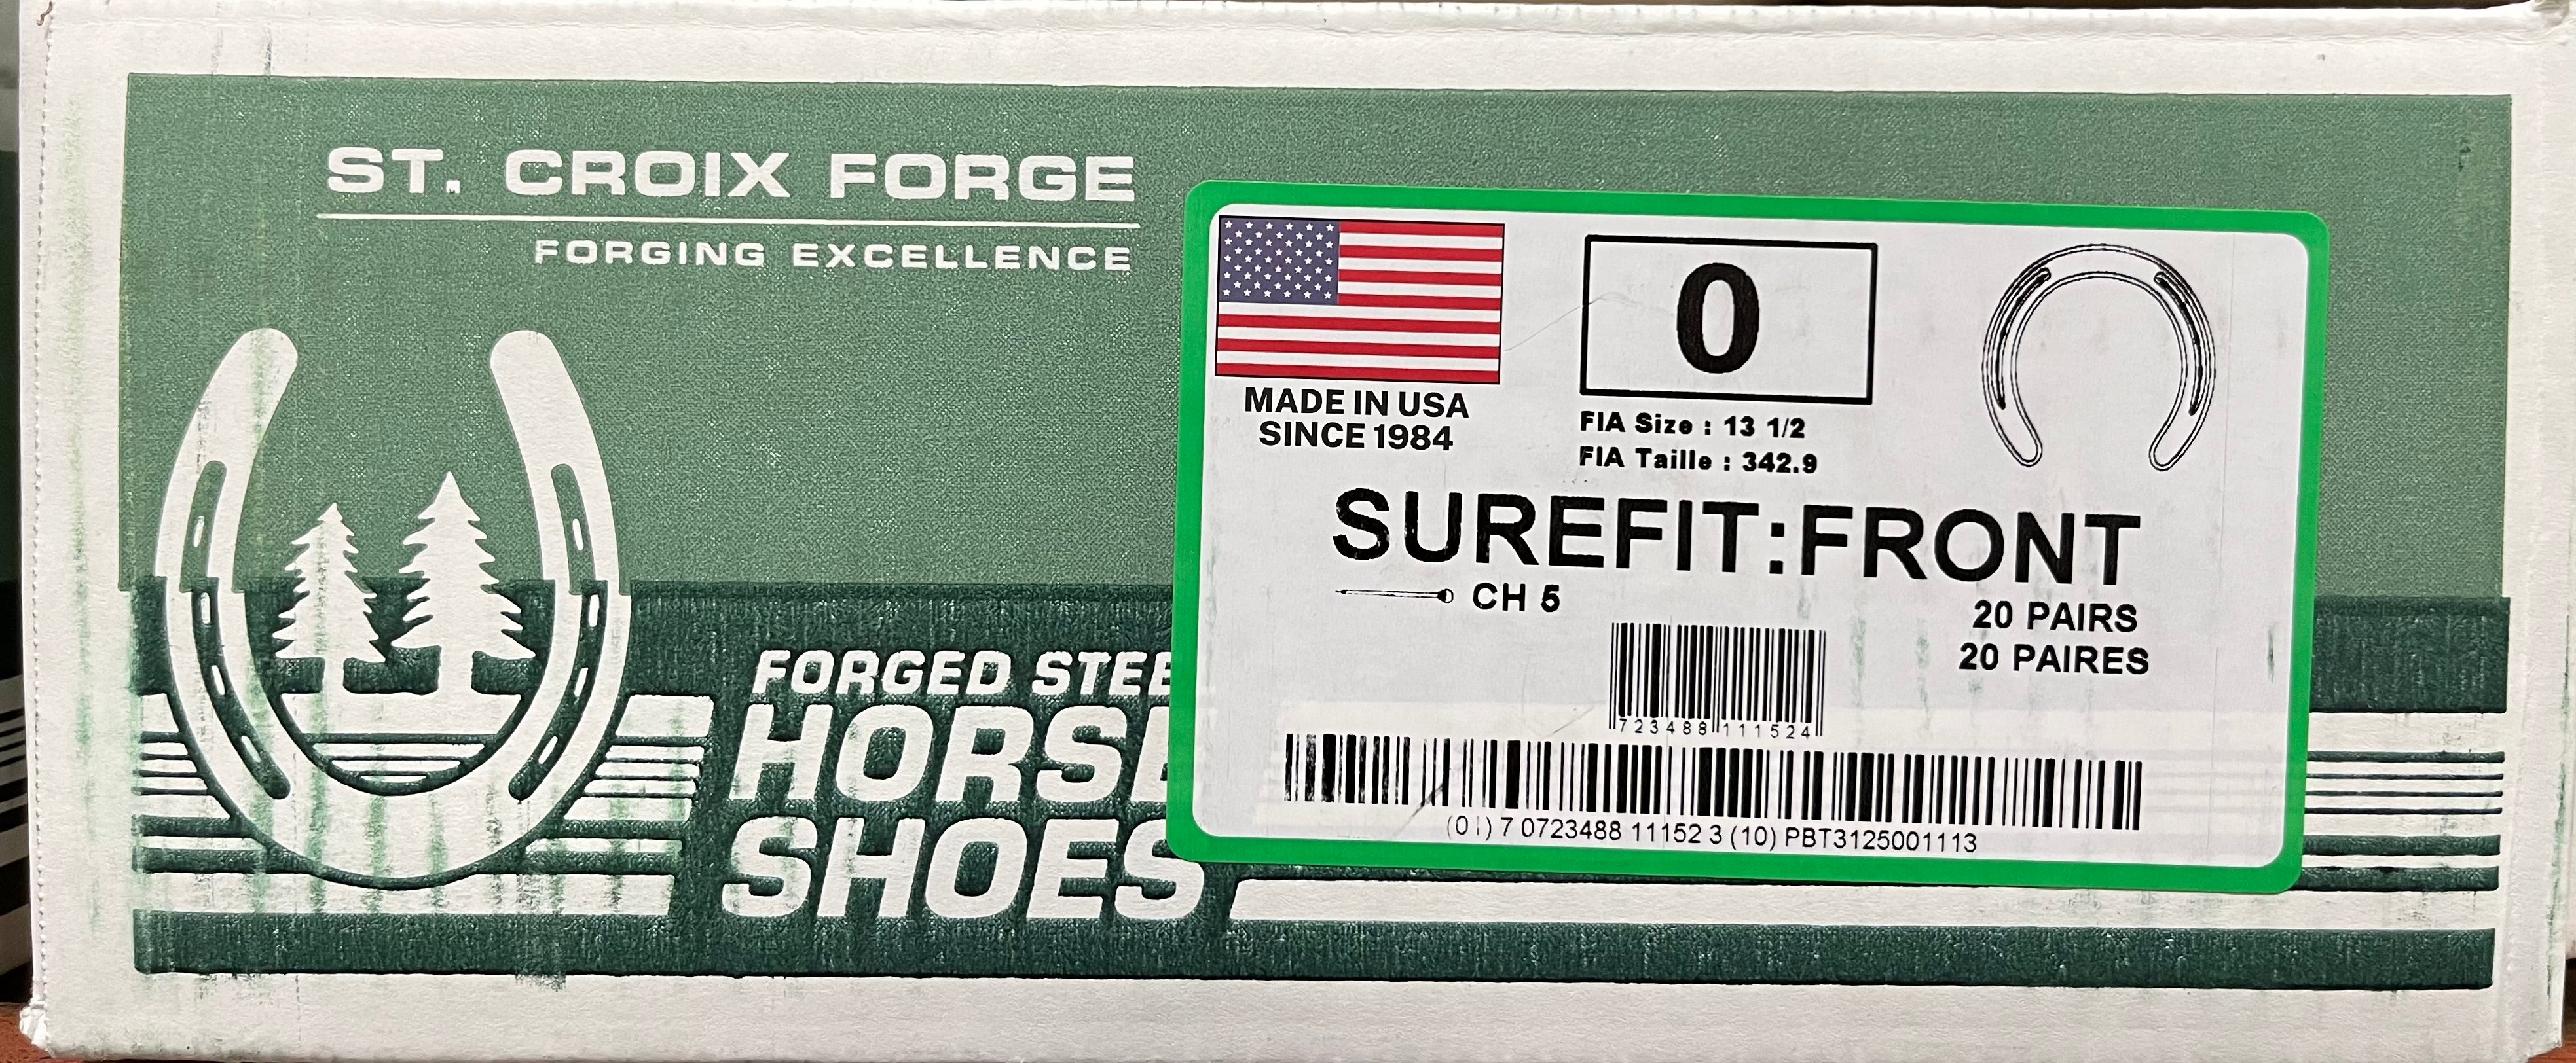 ST. CROIX FORGE
FORGING EXCELLENCE
FORGED STEE
HORSE
SHOES
MADE IN USA
SINCE 1984
0
FIA Size : 13 1/2
FIA Taille : 342.9
SUREFIT:FRONT
CH 5
20 PAIRS
20 PAIRES
723488111524
(01) 7 0723488 11152 3 (10) PBT3125001113